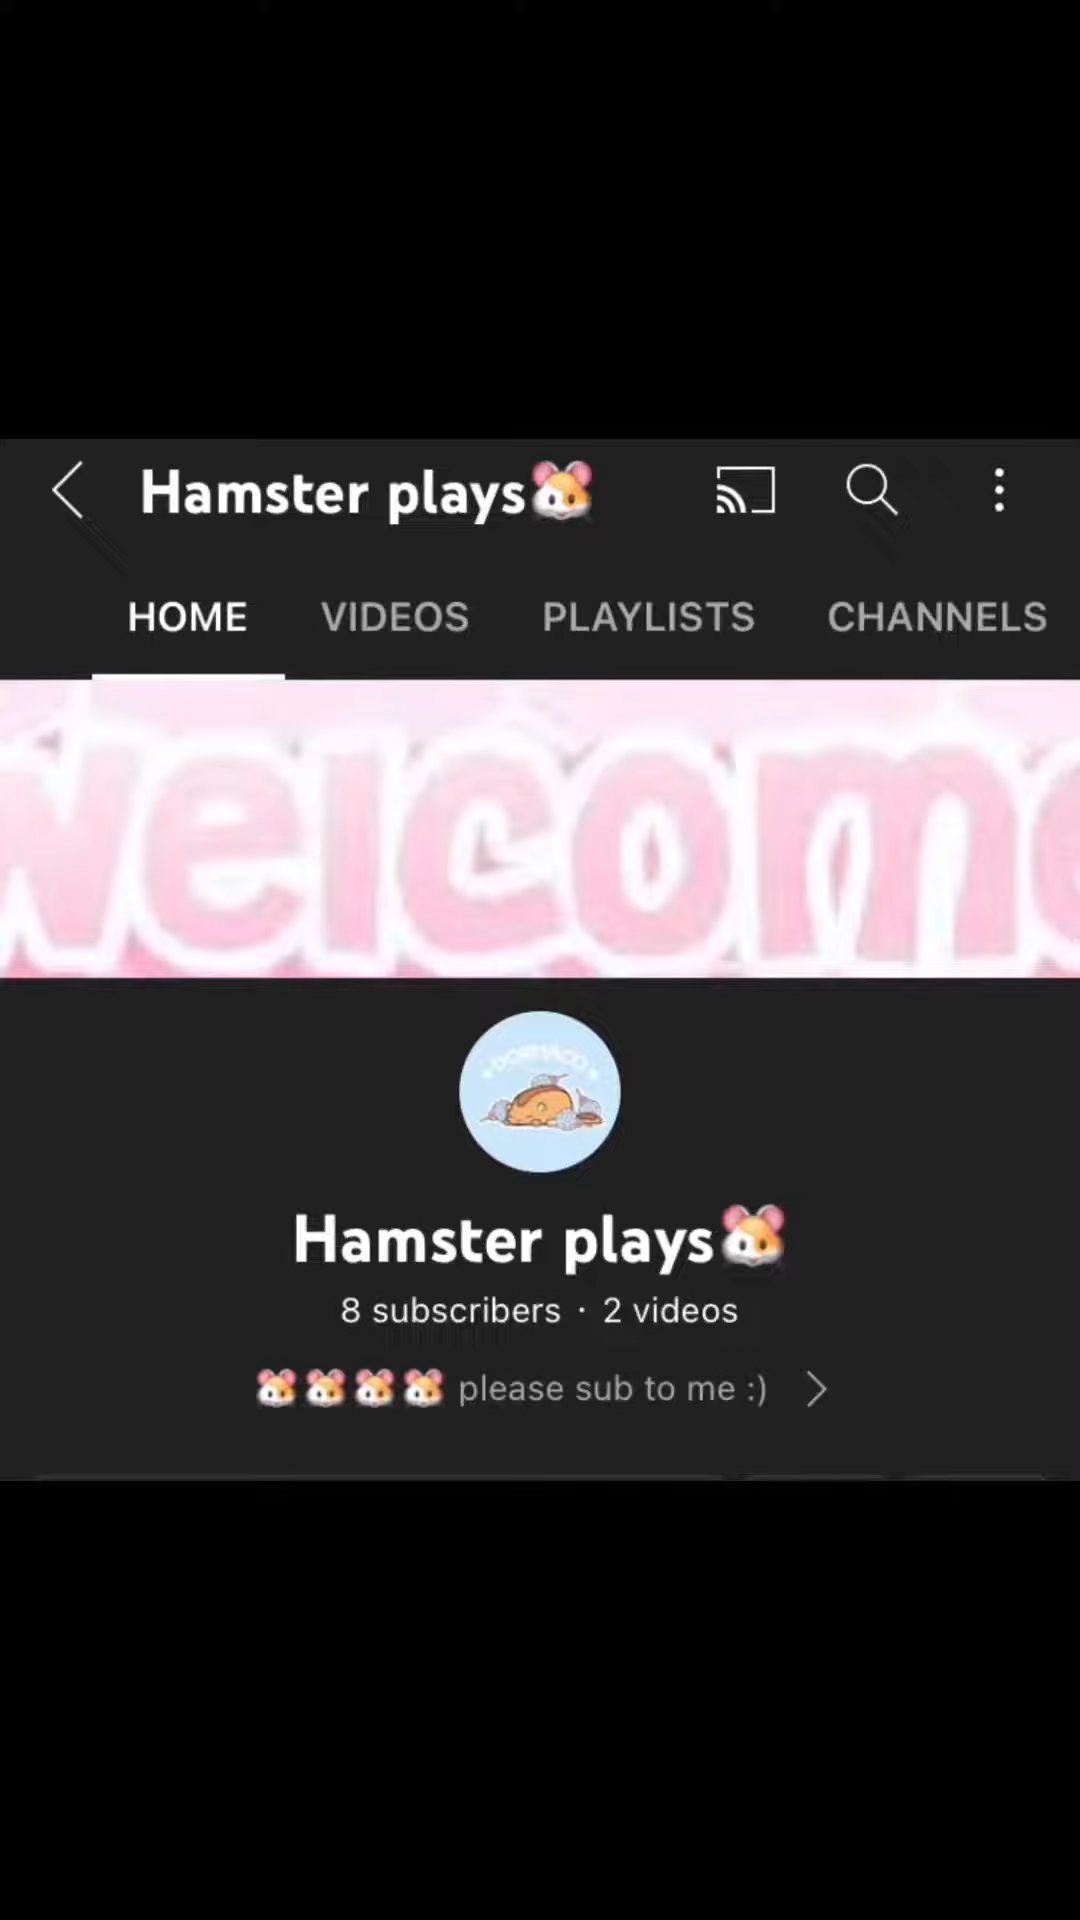 Hamster plays🐹
HOME VIDEOS PLAYLISTS CHANNELS
welcome
Hamster plays🐹
8 subscribers · 2 videos
🐹🐹🐹🐹 please sub to me :)